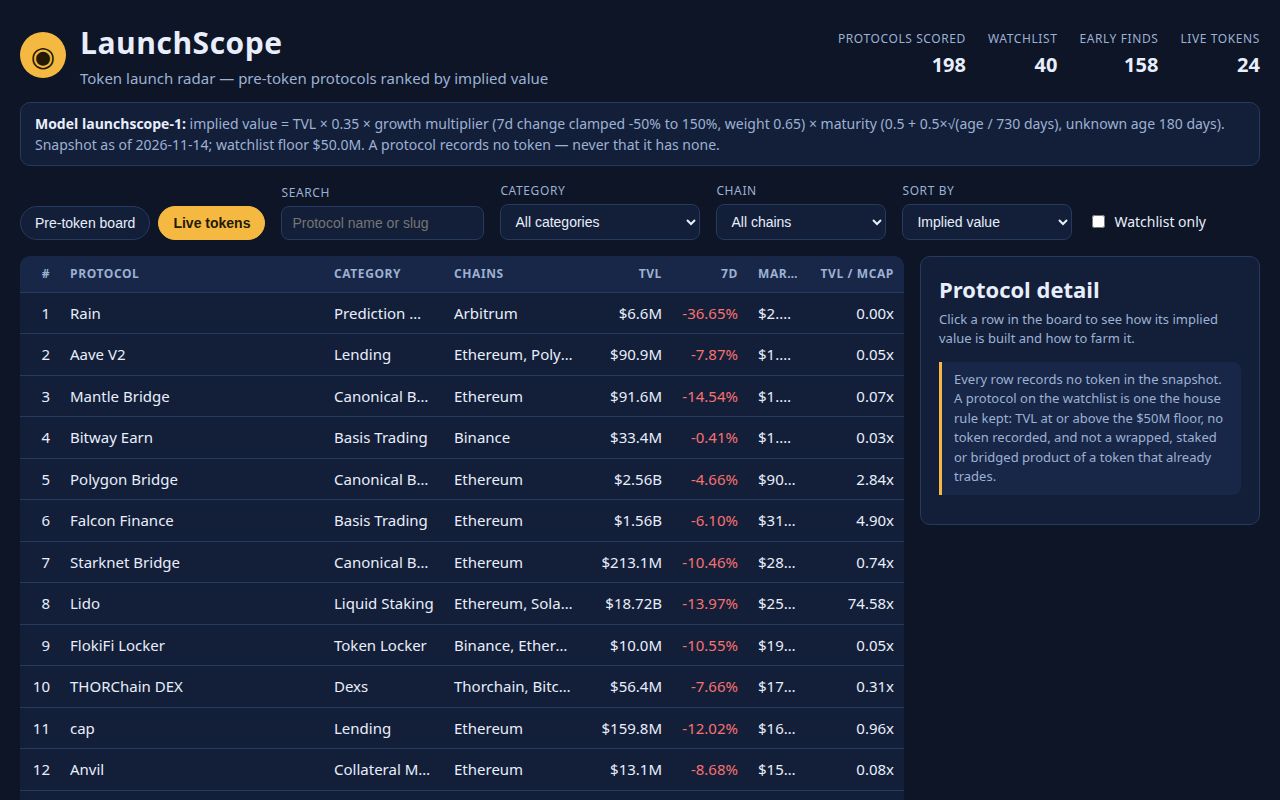 LaunchScope
Token launch radar — pre-token protocols ranked by implied value
PROTOCOLS SCORED WATCHLIST EARLY FINDS LIVE TOKENS
198 40 158 24
Model launchscope-1: implied value = TVL × 0.35 × growth multiplier (7d change clamped -50% to 150%, weight 0.65) × maturity (0.5 + 0.5×√(age / 730 days), unknown age 180 days).
Snapshot as of 2026-11-14; watchlist floor $50.0M. A protocol records no token — never that it has none.
Pre-token board
Live tokens
SEARCH
Protocol name or slug
CATEGORY
All categories
CHAIN
All chains
SORT BY
Implied value
Watchlist only
# PROTOCOL CATEGORY CHAINS TVL 7D MAR... TVL / MCAP
1 Rain Prediction ... Arbitrum $6.6M -36.65% $2.... 0.00x
2 Aave V2 Lending Ethereum, Poly... $90.9M -7.87% $1.... 0.05x
3 Mantle Bridge Canonical B... Ethereum $91.6M -14.54% $1.... 0.07x
4 Bitway Earn Basis Trading Binance $33.4M -0.41% $1.... 0.03x
5 Polygon Bridge Canonical B... Ethereum $2.56B -4.66% $90... 2.84x
6 Falcon Finance Basis Trading Ethereum $1.56B -6.10% $31... 4.90x
7 Starknet Bridge Canonical B... Ethereum $213.1M -10.46% $28... 0.74x
8 Lido Liquid Staking Ethereum, Sola... $18.72B -13.97% $25... 74.58x
9 FlokiFi Locker Token Locker Binance, Ether... $10.0M -10.55% $19... 0.05x
10 THORChain DEX Dexs Thorchain, Bitc... $56.4M -7.66% $17... 0.31x
11 cap Lending Ethereum $159.8M -12.02% $16... 0.96x
12 Anvil Collateral M... Ethereum $13.1M -8.68% $15... 0.08x
Protocol detail
Click a row in the board to see how its implied
value is built and how to farm it.
Every row records no token in the snapshot.
A protocol on the watchlist is one the house
rule kept: TVL at or above the $50M floor, no
token recorded, and not a wrapped, staked
or bridged product of a token that already
trades.